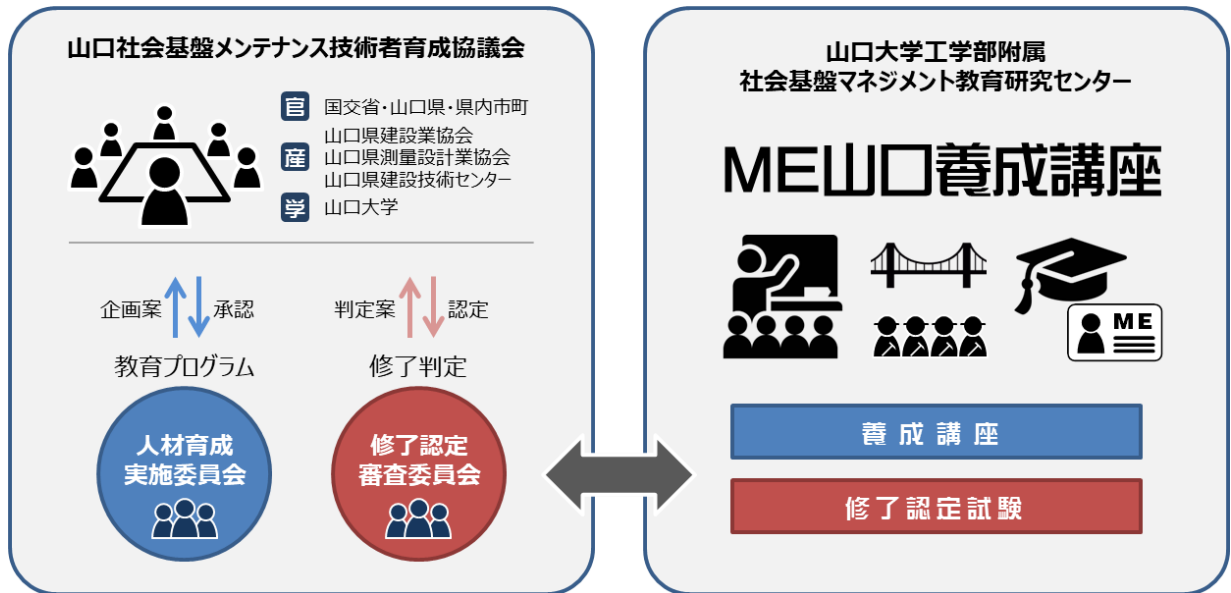 山口社会基盤メンテナンス技術者育成協議会
官 国交省・山口県・県内市町
山口県建設業協会
産 山口県測量設計業協会
山口県建設技術センター
学 山口大学
企画案 承認
判定案 認定
教育プログラム
修了判定
人材育成
実施委員会
修了認定
審査委員会
山口大学工学部附属
社会基盤マネジメント教育研究センター
ME山口養成講座
ME
養成講座
修了認定試験